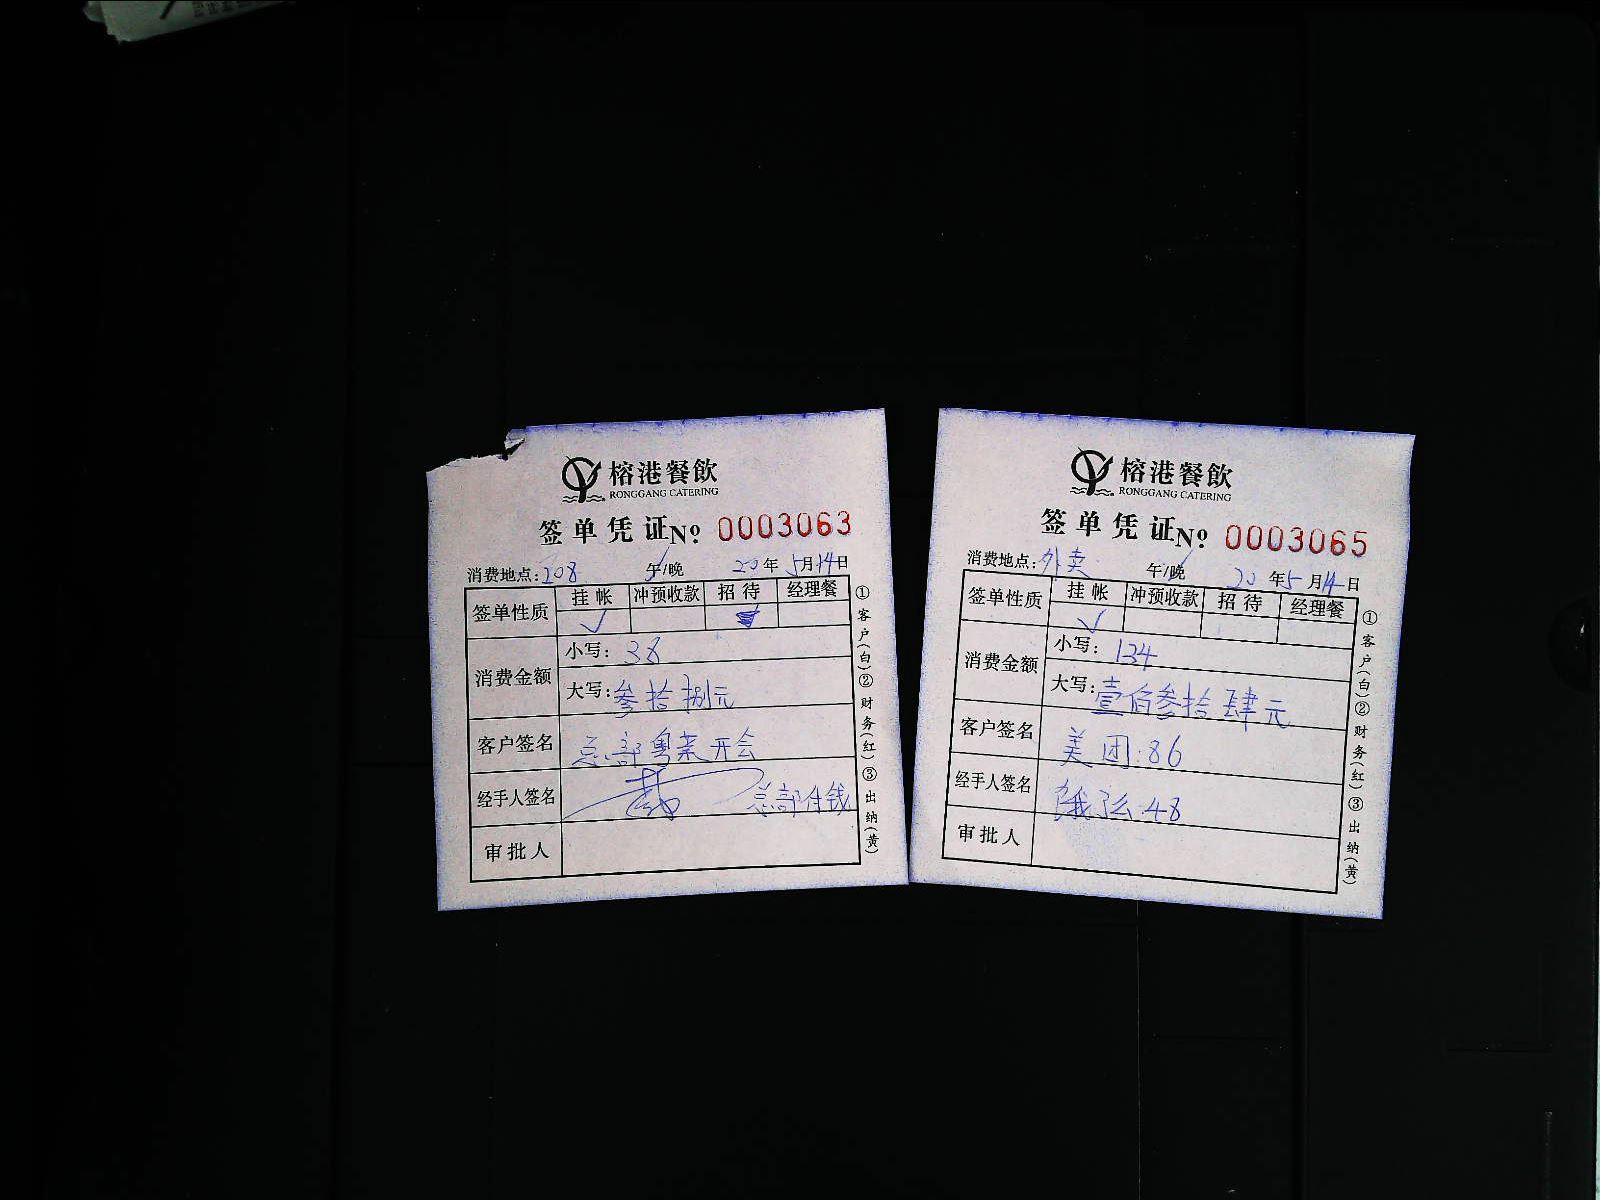 榕港餐飲
RONGGANG CATERING
签单凭证 No 0003063
消费地点:208 午/晚 20年5月14日
签单性质 挂帐 冲预收款 招待 经理餐
✓
消费金额 小写: 38
大写: 叁拾捌元
客户签名 总部粤菜开会
经手人签名 总部付钱
审批人
①客户(白)②财务(红)③出纳(黄)
榕港餐飲
RONGGANG CATERING
签单凭证 No 0003065
消费地点:外卖 午/晚 20年5月14日
签单性质 挂帐 冲预收款 招待 经理餐
✓
消费金额 小写: 134
大写: 壹佰叁拾肆元
客户签名 美团:86
经手人签名 饿了么:48
审批人
①客户(白)②财务(红)③出纳(黄)